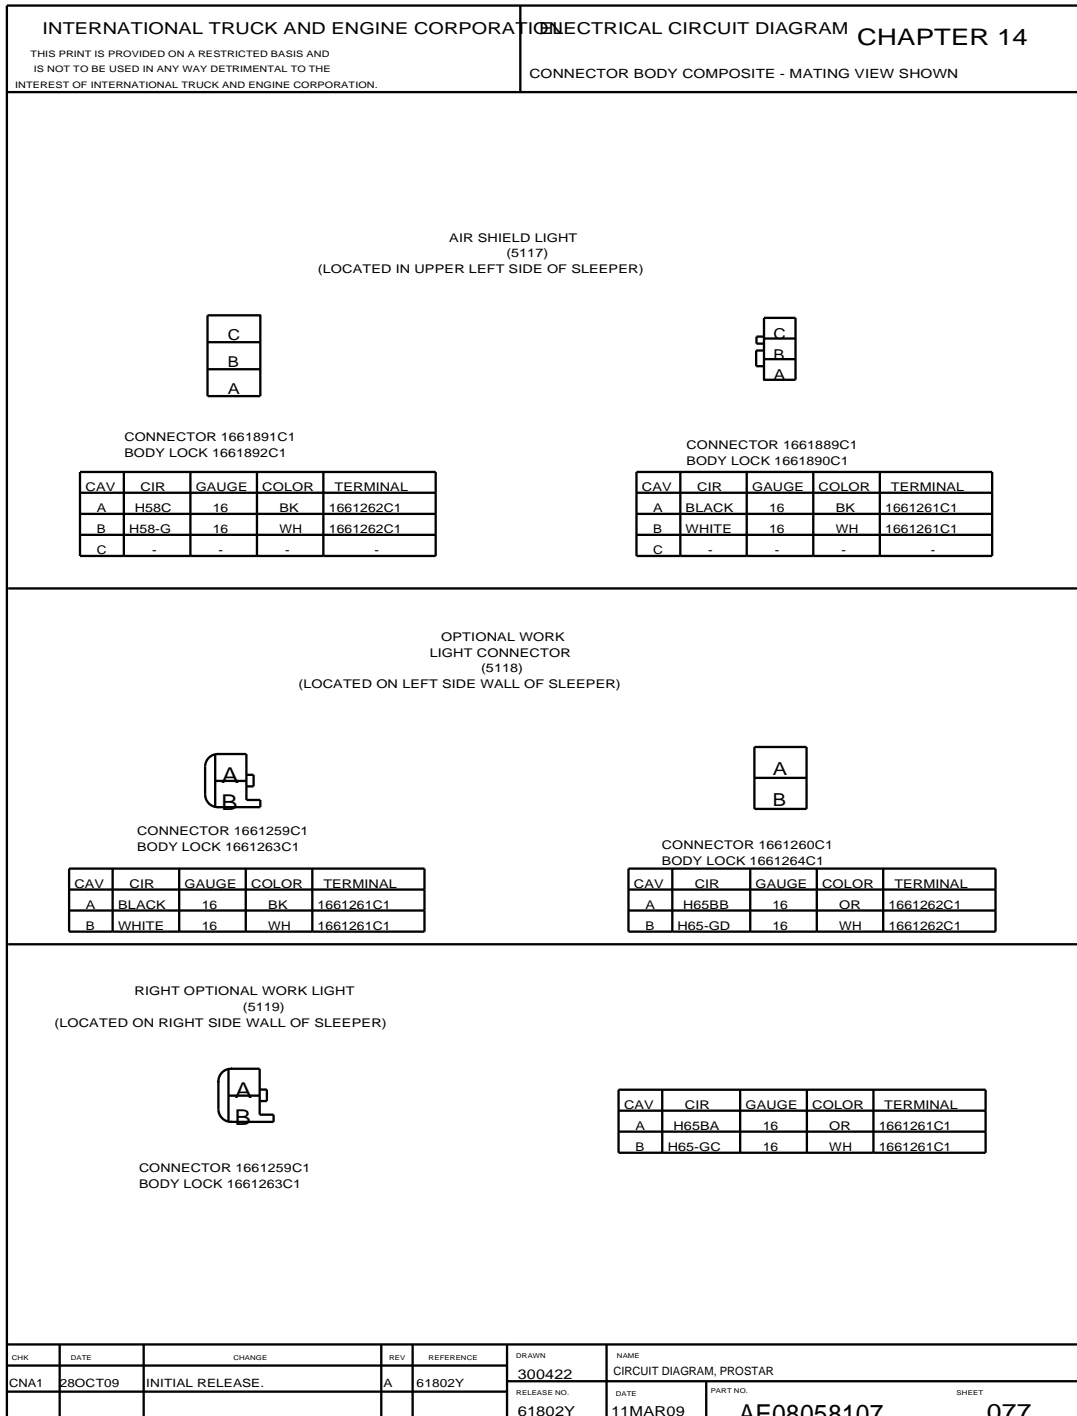 INTERNATIONAL TRUCK AND ENGINE CORPORATION
THIS PRINT IS PROVIDED ON A RESTRICTED BASIS AND
IS NOT TO BE USED IN ANY WAY DETRIMENTAL TO THE
INTEREST OF INTERNATIONAL TRUCK AND ENGINE CORPORATION.
ELECTRICAL CIRCUIT DIAGRAM CHAPTER 14
CONNECTOR BODY COMPOSITE - MATING VIEW SHOWN
AIR SHIELD LIGHT
(5117)
(LOCATED IN UPPER LEFT SIDE OF SLEEPER)
C
B
A
CONNECTOR 1661891C1
BODY LOCK 1661892C1
CAV CIR GAUGE COLOR TERMINAL
A H58C 16 BK 1661262C1
B H58-G 16 WH 1661262C1
C - - - -
C
B
A
CONNECTOR 1661889C1
BODY LOCK 1661890C1
CAV CIR GAUGE COLOR TERMINAL
A BLACK 16 BK 1661261C1
B WHITE 16 WH 1661261C1
C - - - -
OPTIONAL WORK
LIGHT CONNECTOR
(5118)
(LOCATED ON LEFT SIDE WALL OF SLEEPER)
A
B
CONNECTOR 1661259C1
BODY LOCK 1661263C1
CAV CIR GAUGE COLOR TERMINAL
A BLACK 16 BK 1661261C1
B WHITE 16 WH 1661261C1
A
B
CONNECTOR 1661260C1
BODY LOCK 1661264C1
CAV CIR GAUGE COLOR TERMINAL
A H65BB 16 OR 1661262C1
B H65-GD 16 WH 1661262C1
RIGHT OPTIONAL WORK LIGHT
(5119)
(LOCATED ON RIGHT SIDE WALL OF SLEEPER)
A
B
CONNECTOR 1661259C1
BODY LOCK 1661263C1
CAV CIR GAUGE COLOR TERMINAL
A H65BA 16 OR 1661261C1
B H65-GC 16 WH 1661261C1
CHK DATE CHANGE REV REFERENCE
CNA1 28OCT09 INITIAL RELEASE. A 61802Y
DRAWN
300422
NAME
CIRCUIT DIAGRAM, PROSTAR
RELEASE NO.
61802Y
DATE
11MAR09
PART NO.
AE08058107
SHEET
077